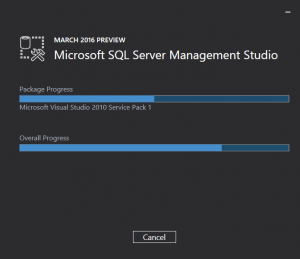 MARCH 2016 PREVIEW
Microsoft SQL Server Management Studio
Package Progress
Microsoft Visual Studio 2010 Service Pack 1
Overall Progress
Cancel